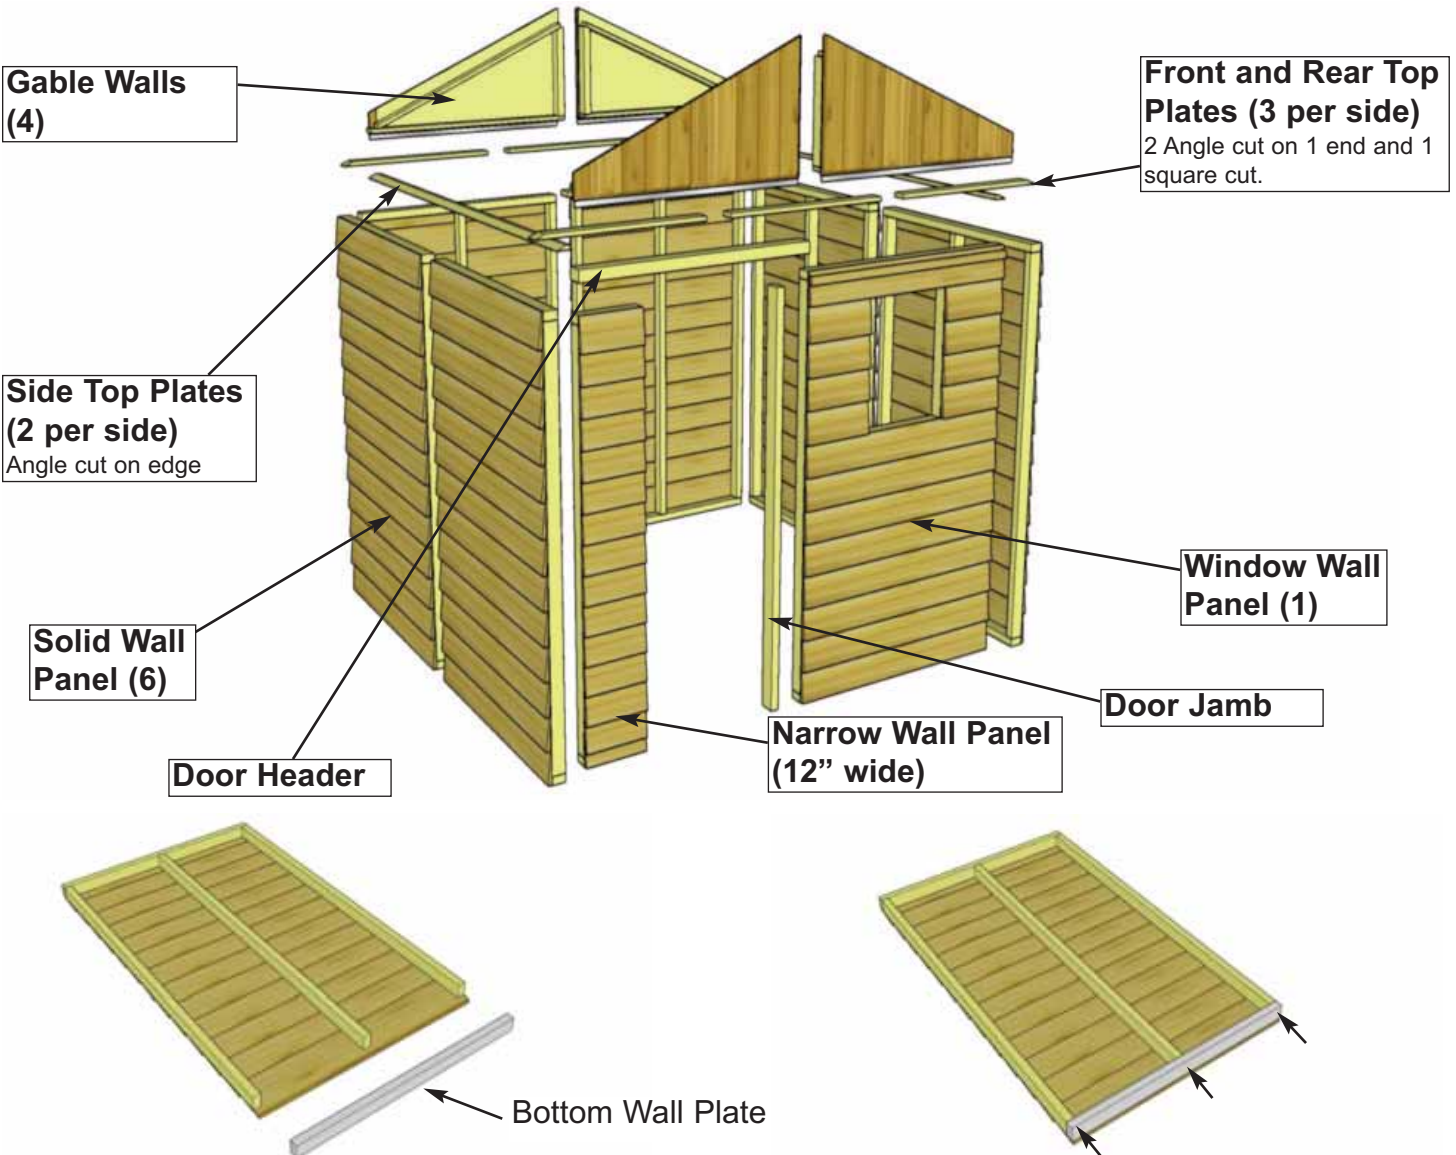 Gable Walls
(4)
Front and Rear Top
Plates (3 per side)
2 Angle cut on 1 end and 1
square cut.
Side Top Plates
(2 per side)
Angle cut on edge
Window Wall
Panel (1)
Solid Wall
Panel (6)
Door Jamb
Narrow Wall Panel
(12” wide)
Door Header
Bottom Wall Plate